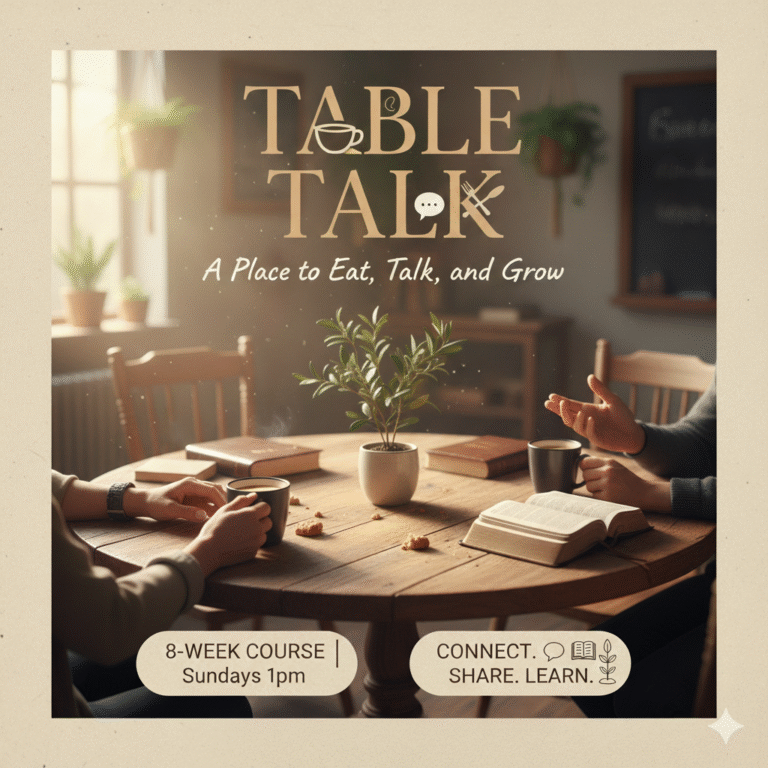 TABLE
TALK
A Place to Eat, Talk, and Grow
8-WEEK COURSE |
Sundays 1pm
CONNECT.
SHARE. LEARN.